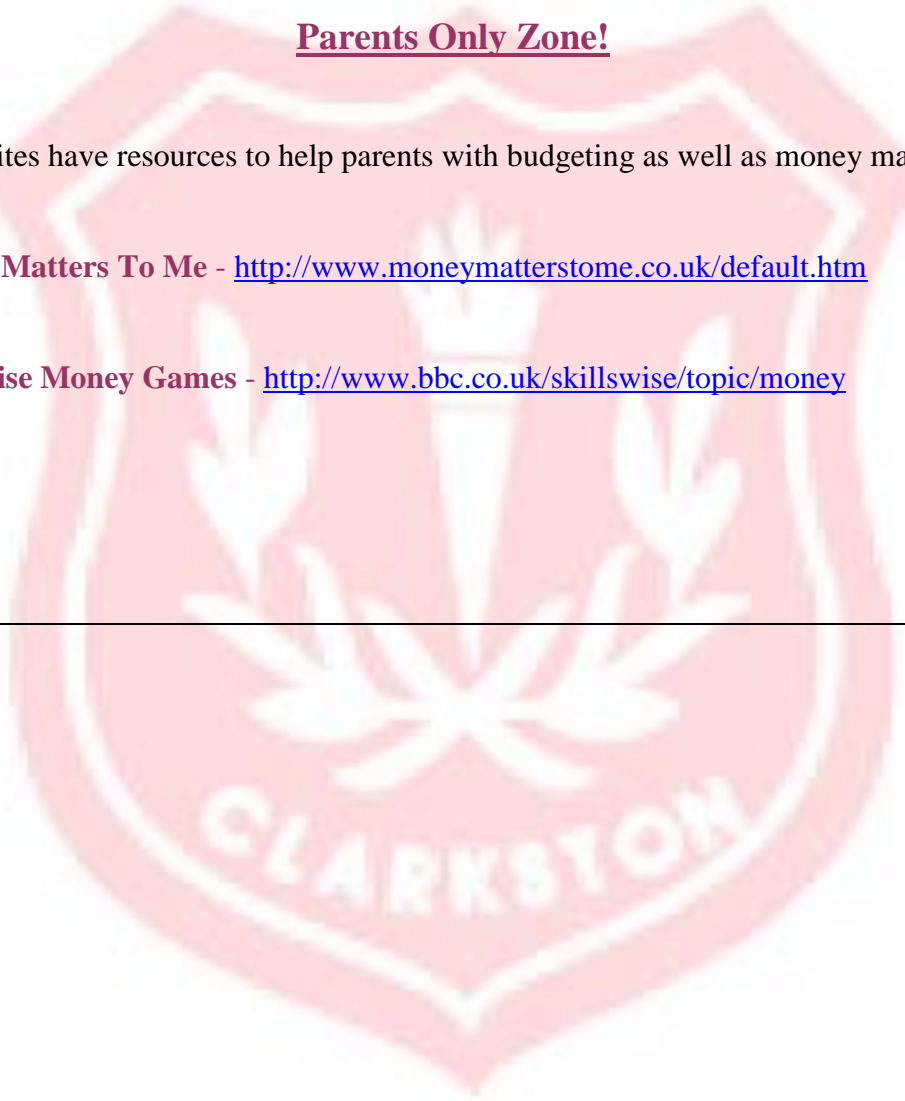 Parents Only Zone!
ites have resources to help parents with budgeting as well as money ma
Matters To Me - http://www.moneymatterstome.co.uk/default.htm
ise Money Games - http://www.bbc.co.uk/skillswise/topic/money
CLARKSTON